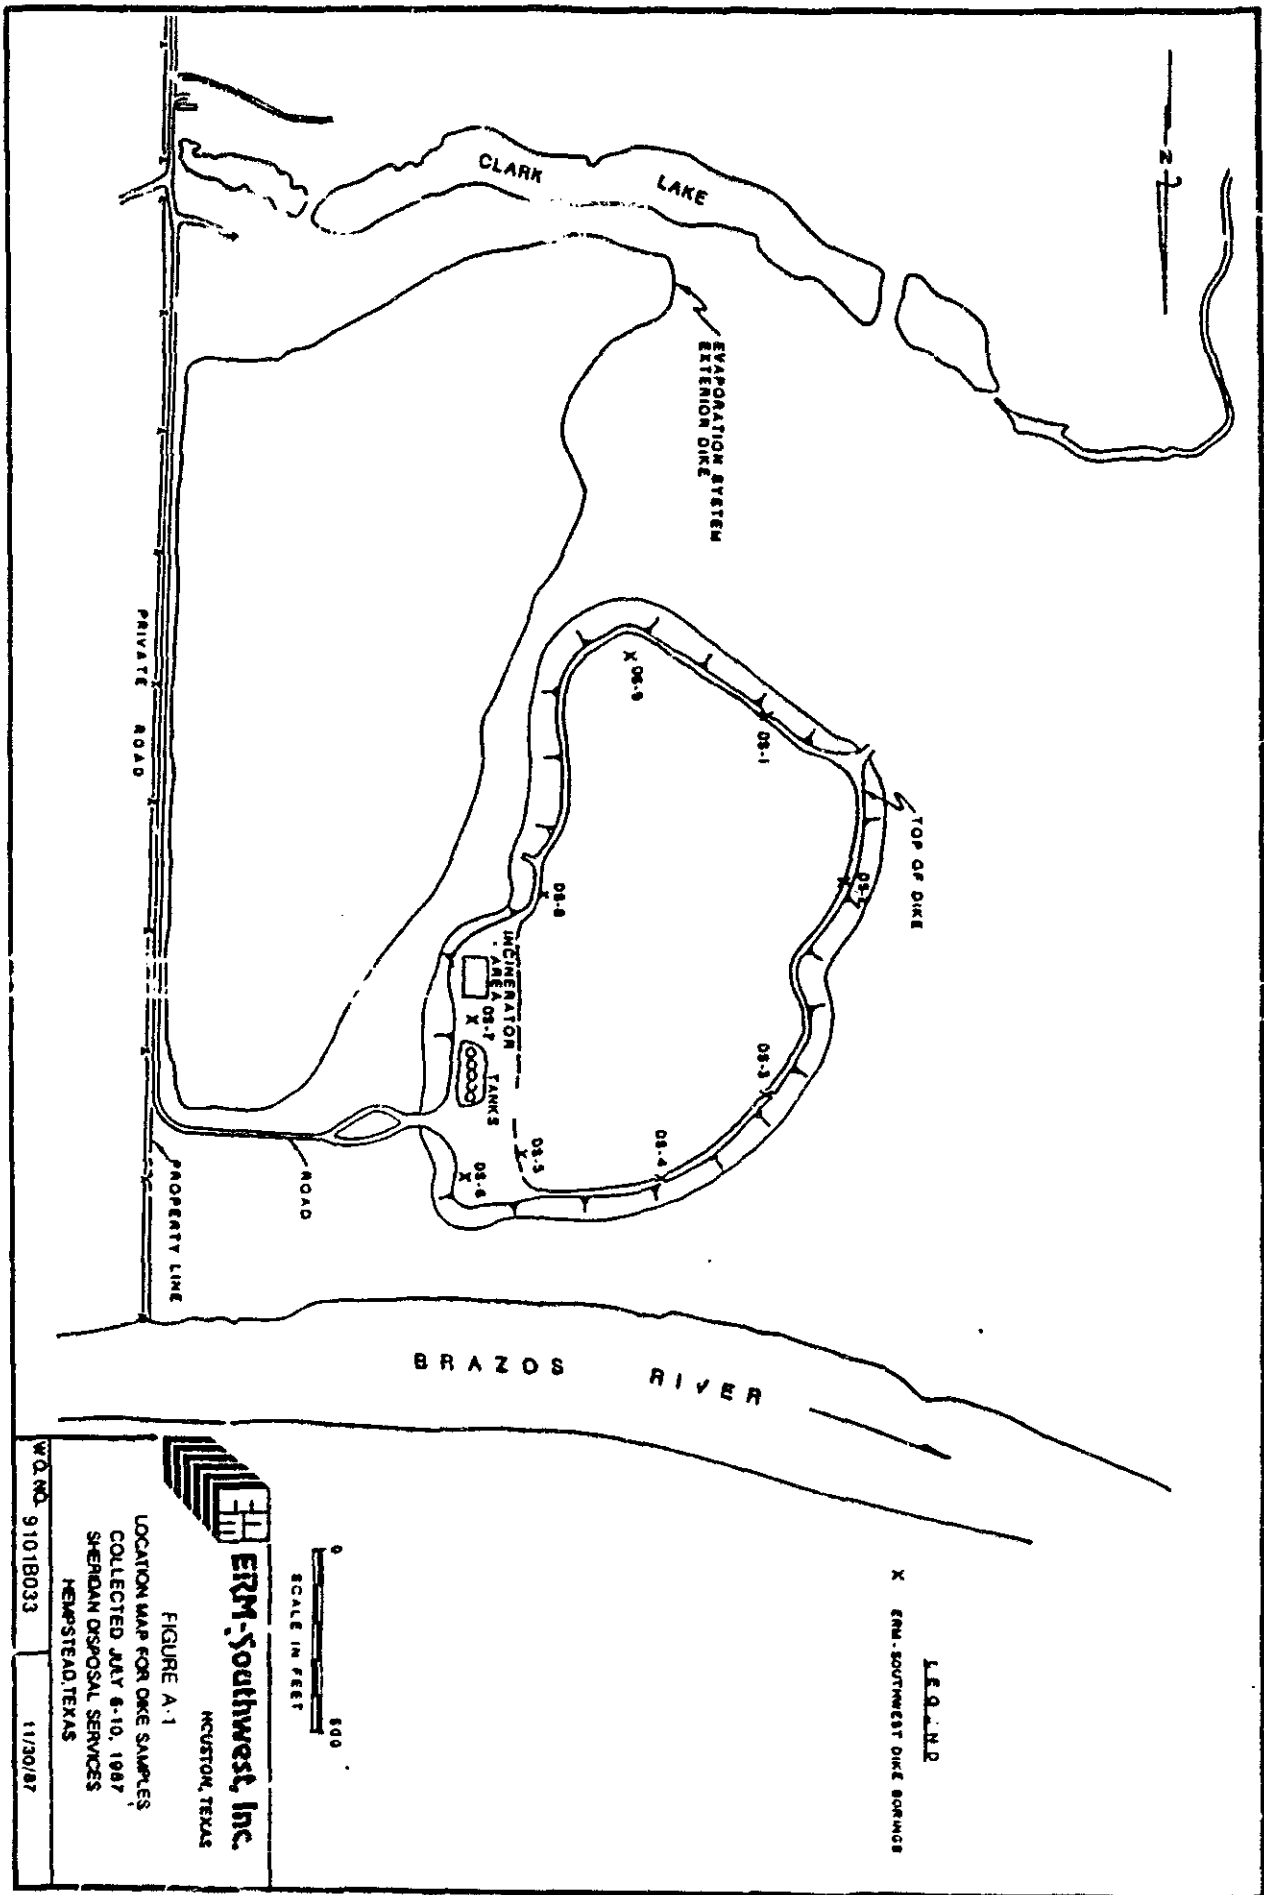 CLARK LAKE
N
EVAPORATION SYSTEM
EXTERIOR DIKE
TOP OF DIKE
DS-9
DS-1
DS-2
DS-3
DS-4
DS-5
DS-6
DS-7
DS-8
INCINERATOR
AREA
TANKS
PRIVATE ROAD
ROAD
PROPERTY LINE
BRAZOS RIVER
LEGEND
X ERM-SOUTHWEST DIKE BORINGS
0 500
SCALE IN FEET
ERM-Southwest, Inc.
HOUSTON, TEXAS
FIGURE A-1
LOCATION MAP FOR DIKE SAMPLES
COLLECTED JULY 6-10, 1987
SHERIDAN DISPOSAL SERVICES
HEMPSTEAD, TEXAS
W.O. NO. 9101B033 11/30/87